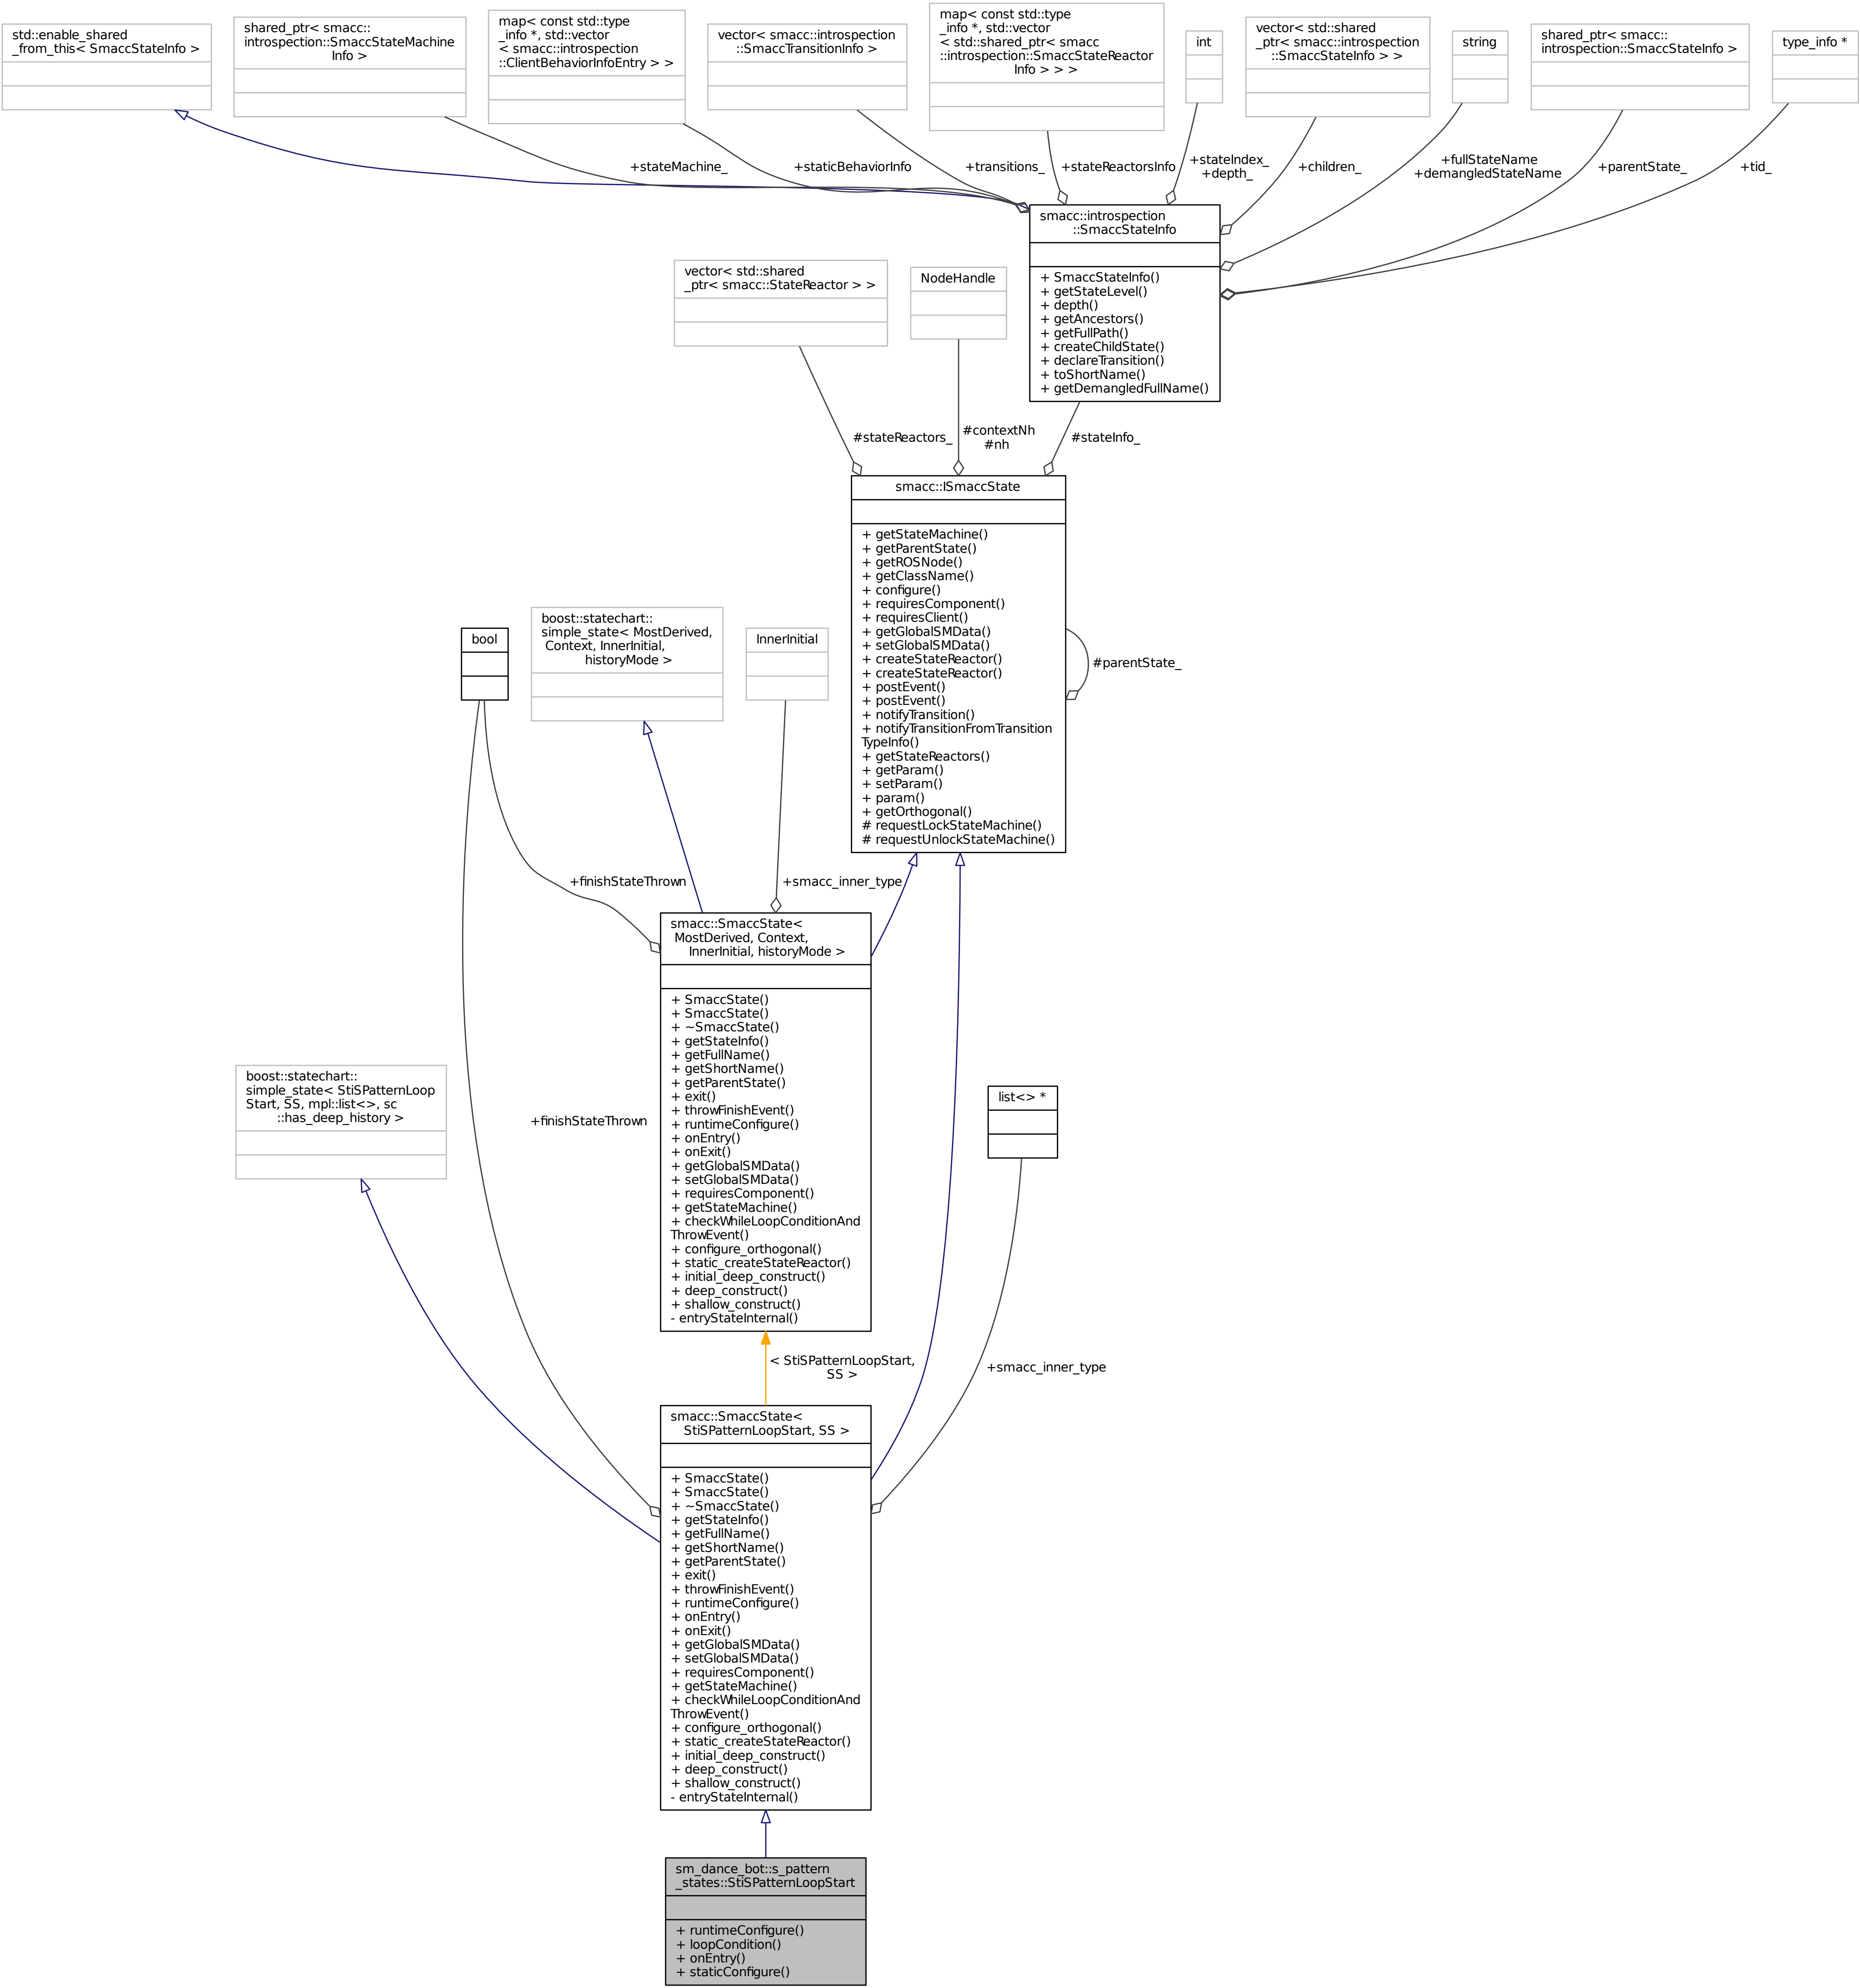 std::enable_shared
_from_this< SmaccStateInfo >
shared_ptr< smacc::
introspection::SmaccStateMachine
Info >
map< const std::type
_info *, std::vector
< smacc::introspection
::ClientBehaviorInfoEntry > >
vector< smacc::introspection
::SmaccTransitionInfo >
map< const std::type
_info *, std::vector
< std::shared_ptr< smacc
::introspection::SmaccStateReactor
Info > > >
int
vector< std::shared
_ptr< smacc::introspection
::SmaccStateInfo > >
string
shared_ptr< smacc::
introspection::SmaccStateInfo >
type_info *
+stateMachine_
+staticBehaviorInfo
+transitions_
+stateReactorsInfo
+stateIndex_
+depth_
+children_
+fullStateName
+demangledStateName
+parentState_
+tid_
smacc::introspection
::SmaccStateInfo
+ SmaccStateInfo()
+ getStateLevel()
+ depth()
+ getAncestors()
+ getFullPath()
+ createChildState()
+ declareTransition()
+ toShortName()
+ getDemangledFullName()
vector< std::shared
_ptr< smacc::StateReactor > >
NodeHandle
#stateReactors_
#contextNh
#nh
#stateInfo_
smacc::ISmaccState
+ getStateMachine()
+ getParentState()
+ getROSNode()
+ getClassName()
+ configure()
+ requiresComponent()
+ requiresClient()
+ getGlobalSMData()
+ setGlobalSMData()
+ createStateReactor()
+ createStateReactor()
+ postEvent()
+ postEvent()
+ notifyTransition()
+ notifyTransitionFromTransition
TypeInfo()
+ getStateReactors()
+ getParam()
+ setParam()
+ param()
+ getOrthogonal()
# requestLockStateMachine()
# requestUnlockStateMachine()
#parentState_
bool
boost::statechart::
simple_state< MostDerived,
Context, InnerInitial,
historyMode >
InnerInitial
+finishStateThrown
+smacc_inner_type
smacc::SmaccState<
MostDerived, Context,
InnerInitial, historyMode >
+ SmaccState()
+ SmaccState()
+ ~SmaccState()
+ getStateInfo()
+ getFullName()
+ getShortName()
+ getParentState()
+ exit()
+ throwFinishEvent()
+ runtimeConfigure()
+ onEntry()
+ onExit()
+ getGlobalSMData()
+ setGlobalSMData()
+ requiresComponent()
+ getStateMachine()
+ checkWhileLoopConditionAnd
ThrowEvent()
+ configure_orthogonal()
+ static_createStateReactor()
+ initial_deep_construct()
+ deep_construct()
+ shallow_construct()
- entryStateInternal()
boost::statechart::
simple_state< StiSPatternLoop
Start, SS, mpl::list<>, sc
::has_deep_history >
+finishStateThrown
list<> *
< StiSPatternLoopStart,
SS >
+smacc_inner_type
smacc::SmaccState<
StiSPatternLoopStart, SS >
+ SmaccState()
+ SmaccState()
+ ~SmaccState()
+ getStateInfo()
+ getFullName()
+ getShortName()
+ getParentState()
+ exit()
+ throwFinishEvent()
+ runtimeConfigure()
+ onEntry()
+ onExit()
+ getGlobalSMData()
+ setGlobalSMData()
+ requiresComponent()
+ getStateMachine()
+ checkWhileLoopConditionAnd
ThrowEvent()
+ configure_orthogonal()
+ static_createStateReactor()
+ initial_deep_construct()
+ deep_construct()
+ shallow_construct()
- entryStateInternal()
sm_dance_bot::s_pattern
_states::StiSPatternLoopStart
+ runtimeConfigure()
+ loopCondition()
+ onEntry()
+ staticConfigure()